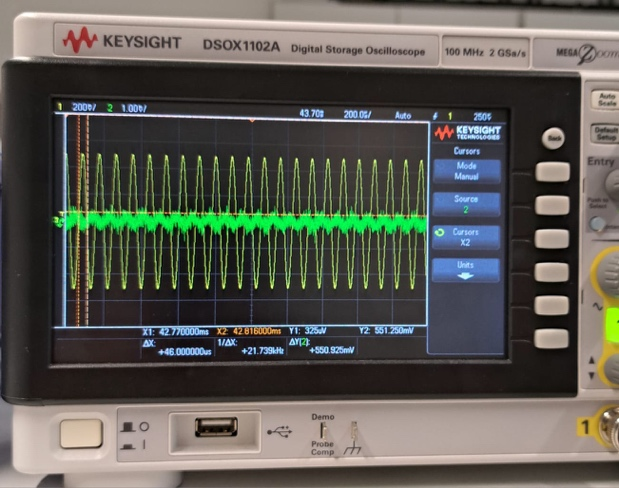 KEYSIGHT DSOX1102A Digital Storage Oscilloscope 100 MHz 2 GSa/s MEGA Zoom
1 200V/ 2 1.00V/ 43.70 200.0 Auto 1 250
KEYSIGHT
TECHNOLOGIES
Cursors
Mode
Manual
Source
2
Cursors
X2
Units
X1: 42.770000ms X2: 42.816000ms Y1: 325uV Y2: 551.250mV
ΔX: 1/ΔX: ΔY(2):
+46.000000us +21.739kHz +550.925mV
Back
Auto
Scale
Default
Setup
Entry
Push to
Select
Demo
Probe
Comp
1